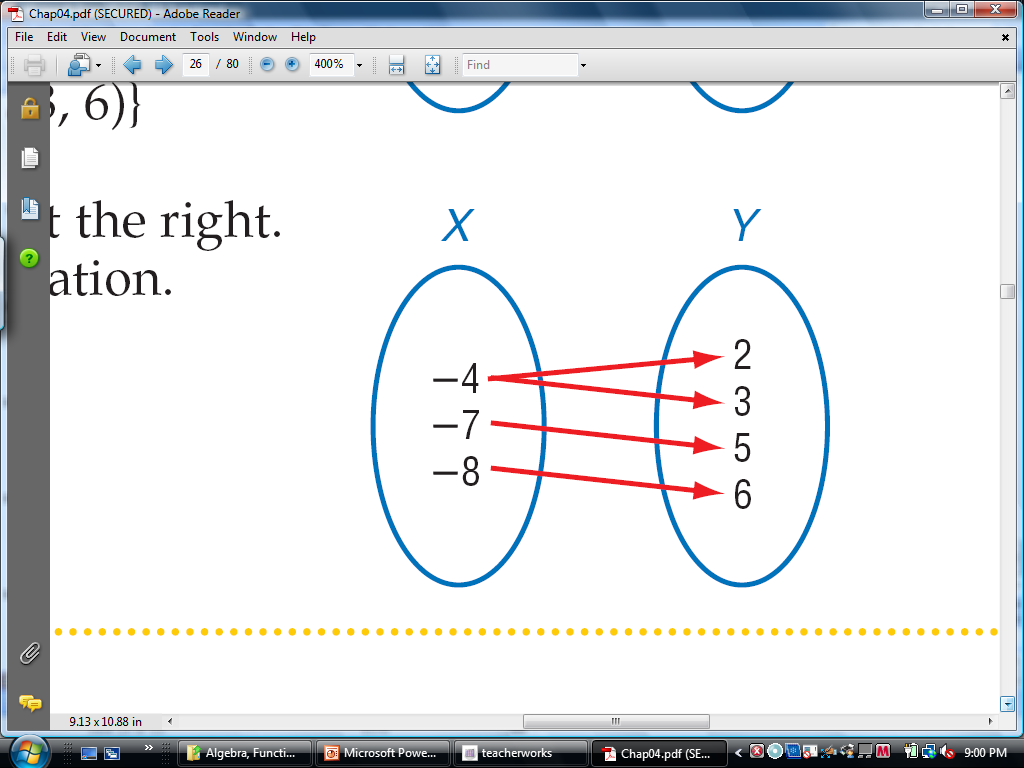 Chap04.pdf (SECURED) - Adobe Reader
File Edit View Document Tools Window Help
26 / 80 400% Find
3, 6)}
t the right.
ation.
X Y
−4
−7
−8
2
3
5
6
9.13 x 10.88 in
Algebra, Functi... Microsoft Powe... teacherworks Chap04.pdf (SE... 9:00 PM